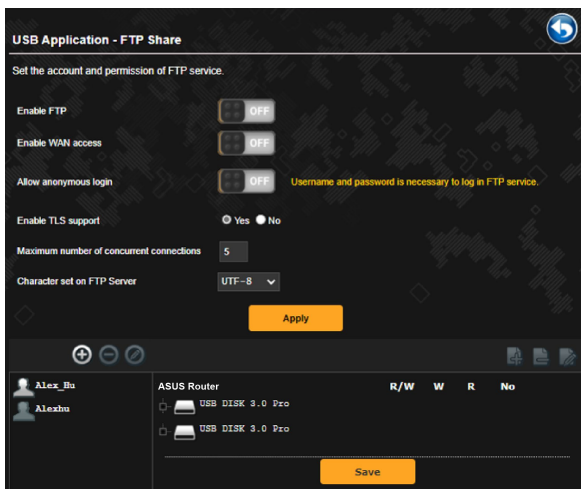 USB Application - FTP Share
Set the account and permission of FTP service.
Enable FTP OFF
Enable WAN access OFF
Allow anonymous login OFF Username and password is necessary to log in FTP service.
Enable TLS support Yes No
Maximum number of concurrent connections 5
Character set on FTP Server UTF-8
Apply
Alex_Hu
Alexhu
ASUS Router R/W W R No
USB DISK 3.0 Pro
USB DISK 3.0 Pro
Save